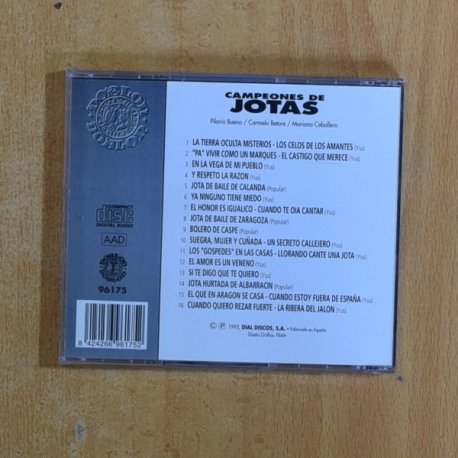 DOBLON
CAMPEONES DE
JOTAS
Pilarín Bueno / Carmelo Betore / Mariano Caballero
1 LA TIERRA OCULTA MISTERIOS - LOS CELOS DE LOS AMANTES (Yus)
2 "PA" VIVIR COMO UN MARQUES - EL CASTIGO QUE MERECE (Yus)
3 EN LA VEGA DE MI PUEBLO (Yus)
4 Y RESPETO LA RAZON (Yus)
5 JOTA DE BAILE DE CALANDA (Popular)
6 YA NINGUNO TIENE MIEDO (Yus)
7 EL HONOR ES IGUALICO - CUANDO TE OIA CANTAR (Yus)
8 JOTA DE BAILE DE ZARAGOZA (Popular)
9 BOLERO DE CASPE (Popular)
10 SUEGRA, MUJER Y CUÑADA - UN SECRETO CALLEJERO (Yus)
11 LOS "GOSPEDES" EN LAS CASAS - LLORANDO CANTE UNA JOTA (Yus)
12 EL AMOR ES UN VENENO (Yus)
13 SI TE DIGO QUE TE QUIERO (Yus)
14 JOTA HURTADA DE ALBARRACIN (Popular)
15 EL QUE EN ARAGON SE CASA - CUANDO ESTOY FUERA DE ESPAÑA (Yus)
16 CUANDO QUIERO REZAR FUERTE - LA RIBERA DEL JALON (Yus)
© ℗ 1995, DIAL DISCOS, S.A. • Fabricado en España
Diseño Gráfico: FRAN
COMPACT
disc
DIGITAL AUDIO
AAD
96175
8 424266 961752